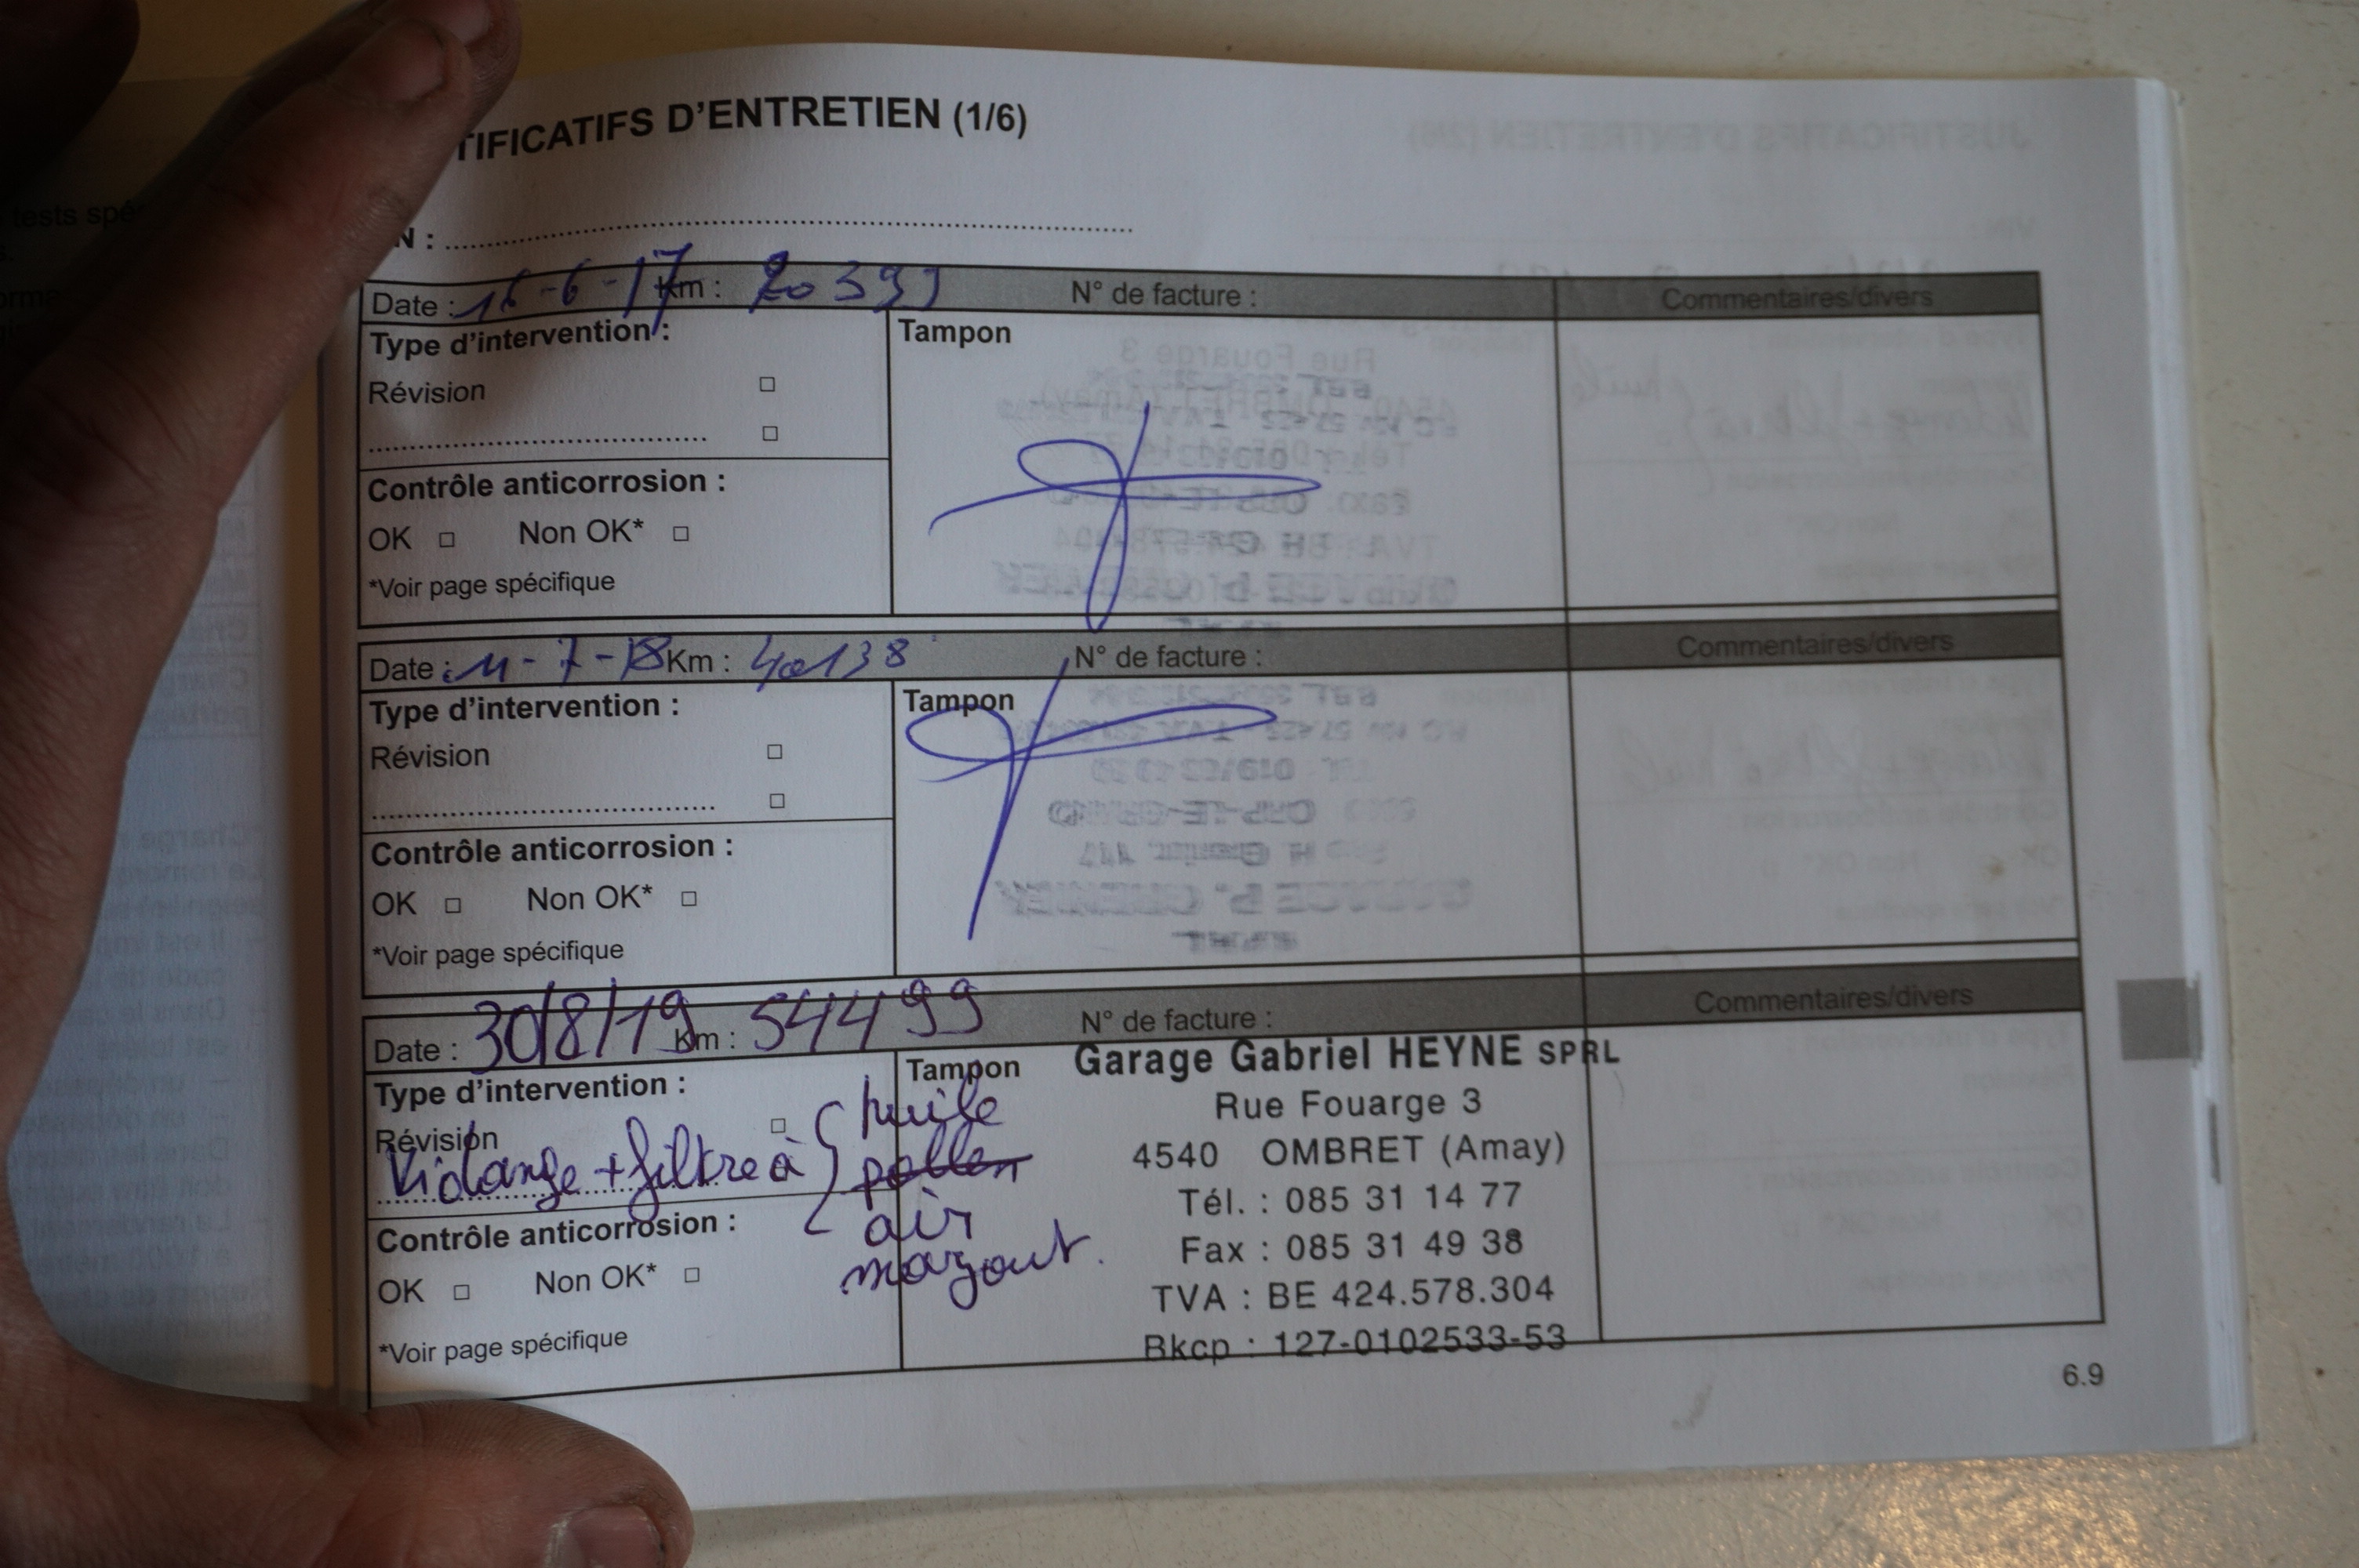 TIFICATIFS D'ENTRETIEN (1/6)
N :
Date : 16-6-17 Km : 20399 N° de facture : Commentaires/divers
Type d'intervention : Tampon
Révision
Contrôle anticorrosion :
OK Non OK*
*Voir page spécifique
Date : 11-7-18 Km : 40138 N° de facture : Commentaires/divers
Type d'intervention : Tampon
Révision
Contrôle anticorrosion :
OK Non OK*
*Voir page spécifique
Date : 30/8/19 Km : 54499 N° de facture : Commentaires/divers
Type d'intervention : Tampon
Révision
Vidange + filtre à { huile
pollen
air
mazout.
Contrôle anticorrosion :
OK Non OK*
*Voir page spécifique
Garage Gabriel HEYNE SPRL
Rue Fouarge 3
4540 OMBRET (Amay)
Tél. : 085 31 14 77
Fax : 085 31 49 38
TVA : BE 424.578.304
Bkcp : 127-0102533-53
6.9